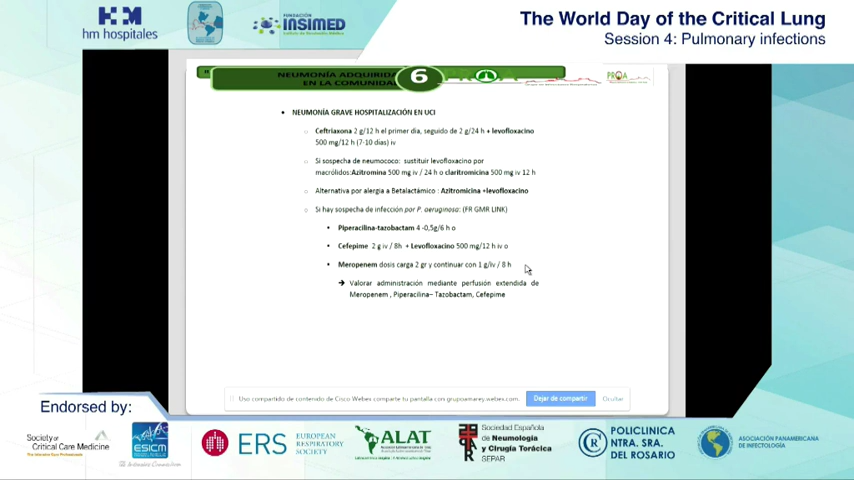 hm hospitales
FUNDACIÓN
INSIMED
The World Day of the Critical Lung
Session 4: Pulmonary infections
NEUMONÍA ADQUIRIDA
EN LA COMUNIDAD
6
PROA
• NEUMONÍA GRAVE HOSPITALIZACIÓN EN UCI
○ Ceftriaxona 2 g/12 h el primer día, seguido de 2 g/24 h + levofloxacino
500 mg/12 h (7-10 días) iv
○ Si sospecha de neumococo: sustituir levofloxacino por
macrólidos:Azitromina 500 mg iv / 24 h o claritromicina 500 mg iv 12 h
○ Alternativa por alergia a Betalactámico : Azitromicina +levofloxacino
○ Si hay sospecha de infección por P. aeruginosa: (FR GMR LINK)
▪ Piperacilina-tazobactam 4 -0,5g/6 h o
▪ Cefepime 2 g iv / 8h + Levofloxacino 500 mg/12 h iv o
▪ Meropenem dosis carga 2 gr y continuar con 1 g/iv / 8 h
➔ Valorar administración mediante perfusión extendida de
Meropenem , Piperacilina– Tazobactam, Cefepime
Uso compartido de contenido de Cisco Webex comparte tu pantalla con grupoamarey.webex.com.
Dejar de compartir
Ocultar
Endorsed by:
Society of
Critical Care Medicine
ESICM
ERS
EUROPEAN
RESPIRATORY
SOCIETY
ALAT
Sociedad Española
de Neumología
y Cirugía Torácica
SEPAR
POLICLINICA
NTRA. SRA.
DEL ROSARIO
ASOCIACIÓN PANAMERICANA
DE INFECTOLOGÍA